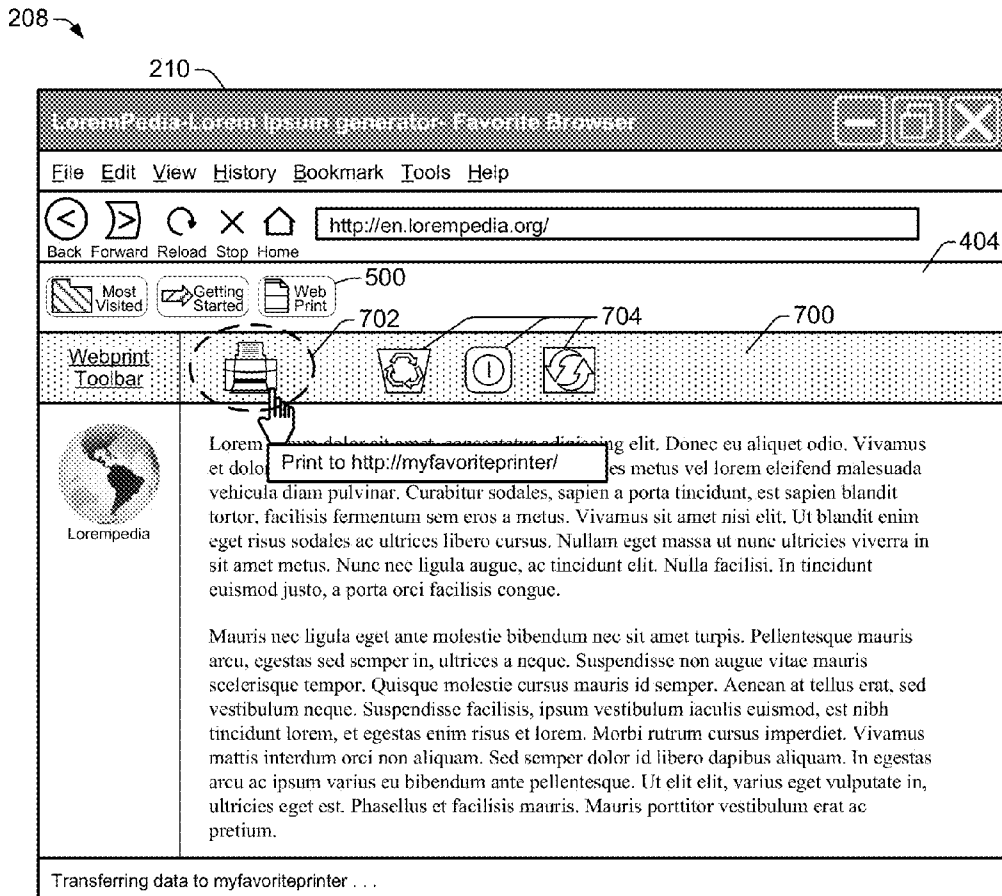 208
210
LoremPedia-Lorem Ipsum generator- Favorite Browser
File Edit View History Bookmark Tools Help
Back Forward Reload Stop Home
http://en.lorempedia.org/
404
Most Visited
Getting Started
Web Print
500
702
704
700
Webprint
Toolbar
Print to http://myfavoriteprinter/
Lorempedia
Lorem ipsum dolor sit amet, consectetur adipiscing elit. Donec eu aliquet odio. Vivamus
et dolo es metus vel lorem eleifend malesuada
vehicula diam pulvinar. Curabitur sodales, sapien a porta tincidunt, est sapien blandit
tortor, facilisis fermentum sem eros a metus. Vivamus sit amet nisi elit. Ut blandit enim
eget risus sodales ac ultrices libero cursus. Nullam eget massa ut nunc ultricies viverra in
sit amet metus. Nunc nec ligula augue, ac tincidunt elit. Nulla facilisi. In tincidunt
euismod justo, a porta orci facilisis congue.
Mauris nec ligula eget ante molestie bibendum nec sit amet turpis. Pellentesque mauris
arcu, egestas sed semper in, ultrices a neque. Suspendisse non augue vitae mauris
scelerisque tempor. Quisque molestie cursus mauris id semper. Aenean at tellus erat, sed
vestibulum neque. Suspendisse facilisis, ipsum vestibulum iaculis euismod, est nibh
tincidunt lorem, et egestas enim risus et lorem. Morbi rutrum cursus imperdiet. Vivamus
mattis interdum orci non aliquam. Sed semper dolor id libero dapibus aliquam. In egestas
arcu ac ipsum varius eu bibendum ante pellentesque. Ut elit elit, varius eget vulputate in,
ultricies eget est. Phasellus et facilisis mauris. Mauris porttitor vestibulum erat ac
pretium.
Transferring data to myfavoriteprinter . . .